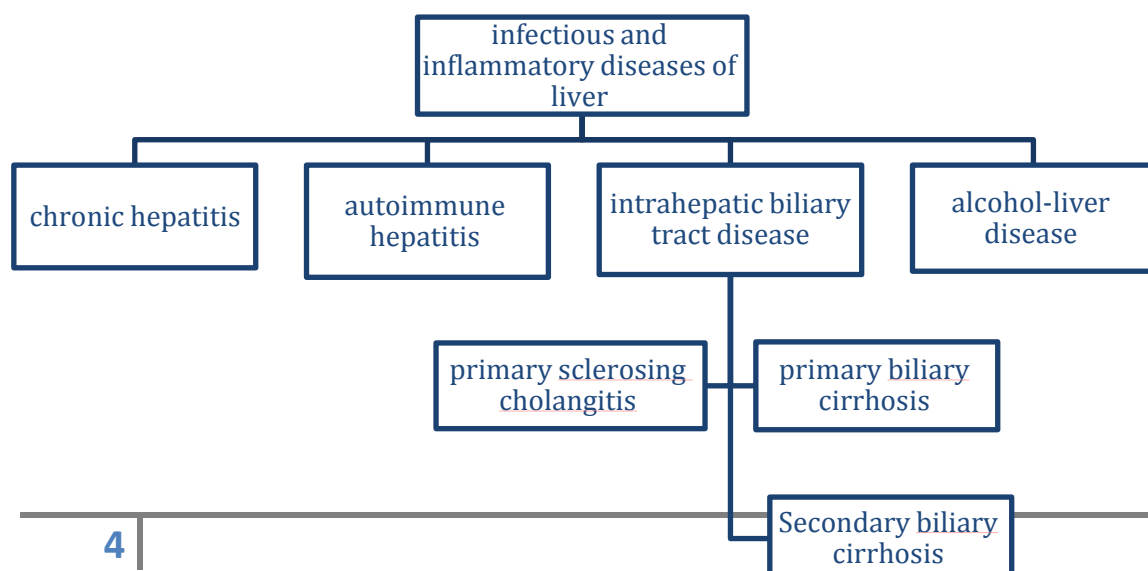 infectious and
inflammatory diseases of
liver
chronic hepatitis
autoimmune
hepatitis
intrahepatic biliary
tract disease
alcohol-liver
disease
primary sclerosing
cholangitis
primary biliary
cirrhosis
Secondary biliary
cirrhosis
4